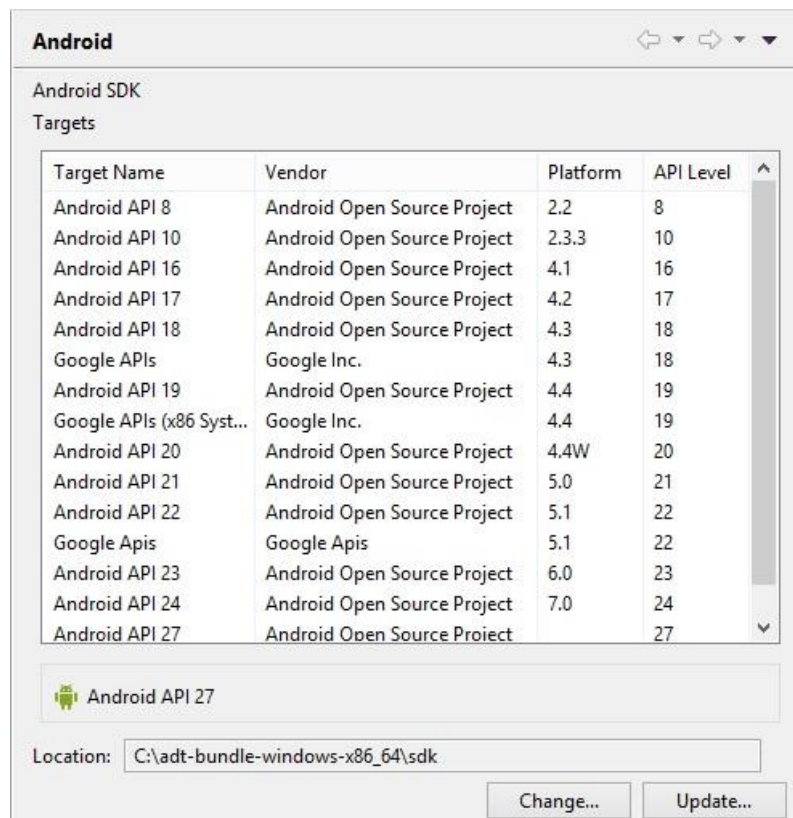 Android
Android SDK
Targets
Target Name Vendor Platform API Level
Android API 8 Android Open Source Project 2.2 8
Android API 10 Android Open Source Project 2.3.3 10
Android API 16 Android Open Source Project 4.1 16
Android API 17 Android Open Source Project 4.2 17
Android API 18 Android Open Source Project 4.3 18
Google APIs Google Inc. 4.3 18
Android API 19 Android Open Source Project 4.4 19
Google APIs (x86 Syst... Google Inc. 4.4 19
Android API 20 Android Open Source Project 4.4W 20
Android API 21 Android Open Source Project 5.0 21
Android API 22 Android Open Source Project 5.1 22
Google Apis Google Apis 5.1 22
Android API 23 Android Open Source Project 6.0 23
Android API 24 Android Open Source Project 7.0 24
Android API 27 Android Open Source Project 27
Android API 27
Location: C:\adt-bundle-windows-x86_64\sdk
Change... Update...